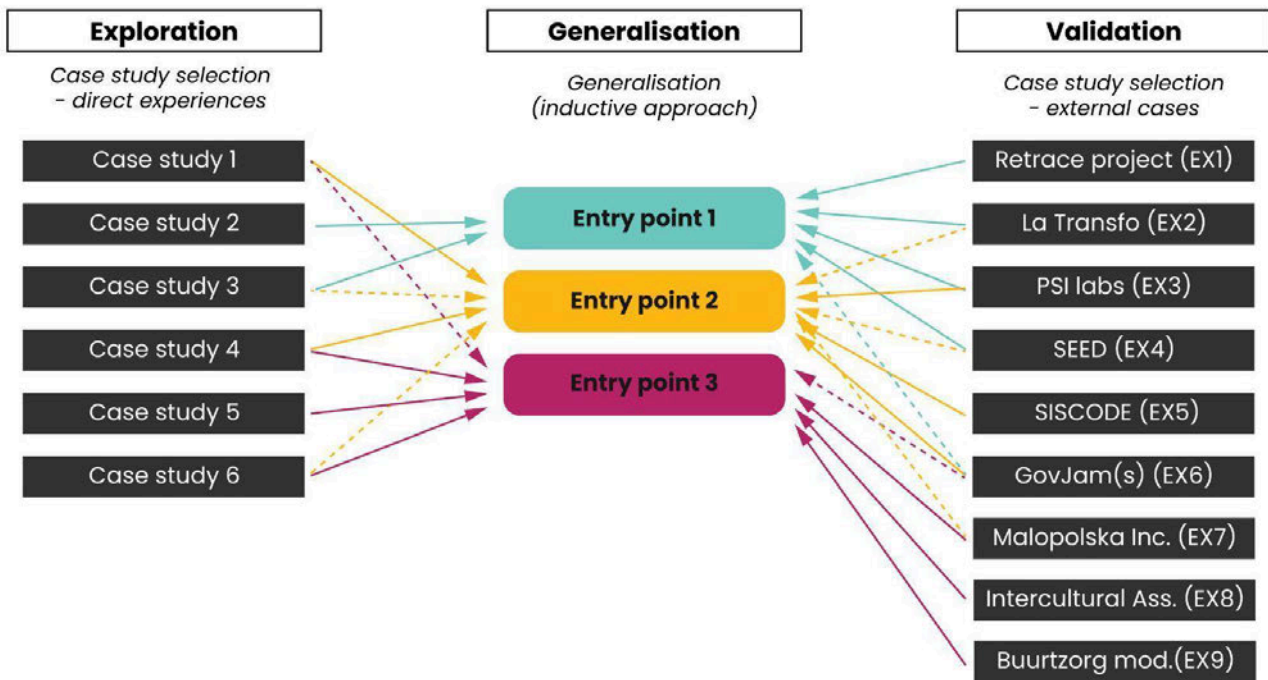 Exploration
Case study selection
- direct experiences
Case study 1
Case study 2
Case study 3
Case study 4
Case study 5
Case study 6
Generalisation
Generalisation
(inductive approach)
Entry point 1
Entry point 2
Entry point 3
Validation
Case study selection
- external cases
Retrace project (EX1)
La Transfo (EX2)
PSI labs (EX3)
SEED (EX4)
SISCODE (EX5)
GovJam(s) (EX6)
Malopolska Inc. (EX7)
Intercultural Ass. (EX8)
Buurtzorg mod.(EX9)